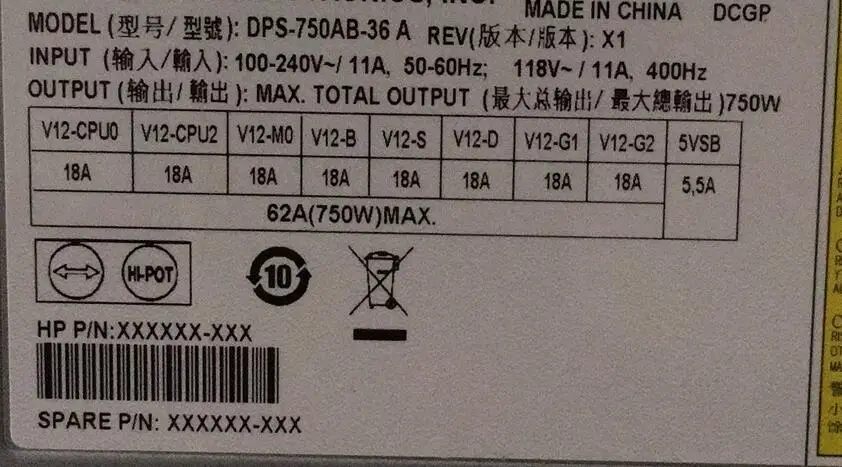 INC.
MADE IN CHINA DCGP
MODEL (型号/ 型號): DPS-750AB-36 A REV(版本/版本): X1
INPUT (输入/輸入): 100-240V~/ 11A, 50-60Hz; 118V~ / 11A, 400Hz
OUTPUT (输出/ 輸出 ): MAX. TOTAL OUTPUT (最大总输出/ 最大總輸出 )750W
V12-CPU0 V12-CPU2 V12-M0 V12-B V12-S V12-D V12-G1 V12-G2 5VSB
18A 18A 18A 18A 18A 18A 18A 18A 5,5A
62A(750W)MAX.
HI-POT 10
HP P/N:XXXXXX-XXX
SPARE P/N: XXXXXX-XXX